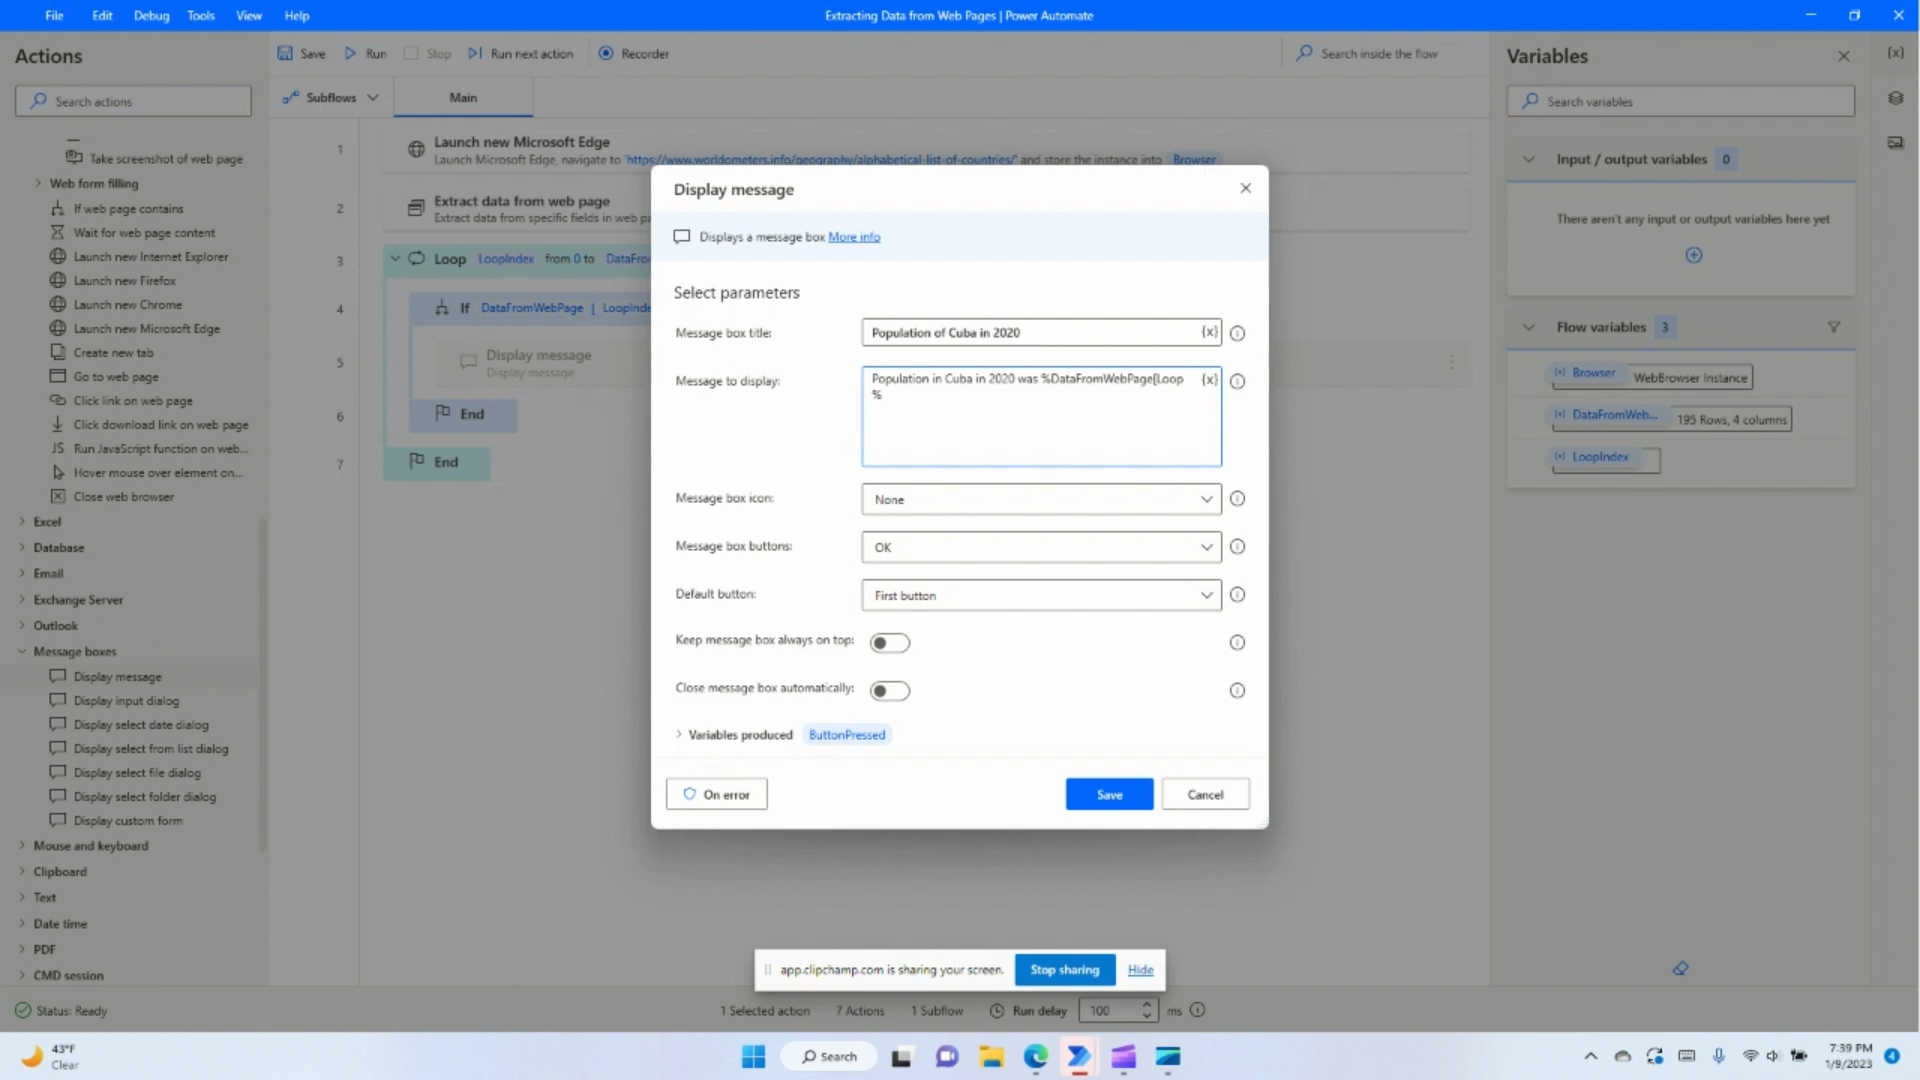 File Edit Debug Tools View Help
Extracting Data from Web Pages | Power Automate
Actions
Search actions
Take screenshot of web page
Web form filling
If web page contains
Wait for web page content
Launch new Internet Explorer
Launch new Firefox
Launch new Chrome
Launch new Microsoft Edge
Create new tab
Go to web page
Click link on web page
Click download link on web page
JS Run JavaScript function on web...
Hover mouse over element on...
Close web browser
Excel
Database
Email
Exchange Server
Outlook
Message boxes
Display message
Display input dialog
Display select date dialog
Display select from list dialog
Display select file dialog
Display select folder dialog
Display custom form
Mouse and keyboard
Clipboard
Text
Date time
PDF
CMD session
Save Run Stop Run next action Recorder
Search inside the flow
Subflows
Main
1
Launch new Microsoft Edge
Launch Microsoft Edge, navigate to 'https://www.worldometers.info/geography/alphabetical-list-of-countries/' and store the instance into Browser
2
Extract data from web page
Extract data from specific fields in web pa
3
Loop LoopIndex from 0 to DataFro
4
If DataFromWebPage [ LoopInde
5
Display message
Display message
6
End
7
End
Display message
Displays a message box More info
Select parameters
Message box title:
Population of Cuba in 2020
{x}
Message to display:
Population in Cuba in 2020 was %DataFromWebPage[Loop
%
{x}
Message box icon:
None
Message box buttons:
OK
Default button:
First button
Keep message box always on top:
Close message box automatically:
Variables produced ButtonPressed
On error
Save
Cancel
Variables
{x}
Search variables
Input / output variables 0
There aren't any input or output variables here yet
Flow variables 3
Browser WebBrowser Instance
DataFromWeb... 195 Rows, 4 columns
LoopIndex
app.clipchamp.com is sharing your screen.
Stop sharing
Hide
Status: Ready
1 Selected action
7 Actions
1 Subflow
Run delay
100
ms
43°F
Clear
Search
7:39 PM
1/9/2023
4